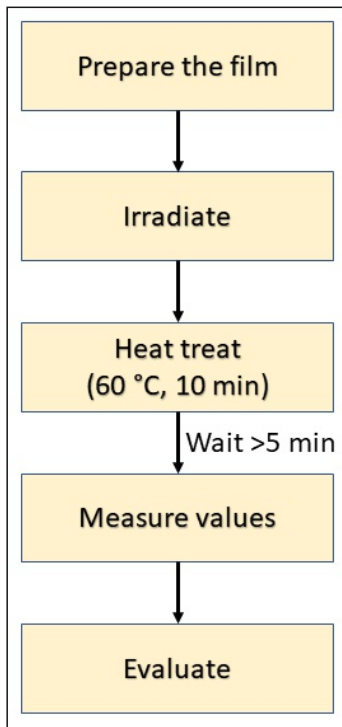 Prepare the film
Irradiate
Heat treat
(60 °C, 10 min)
Wait >5 min
Measure values
Evaluate